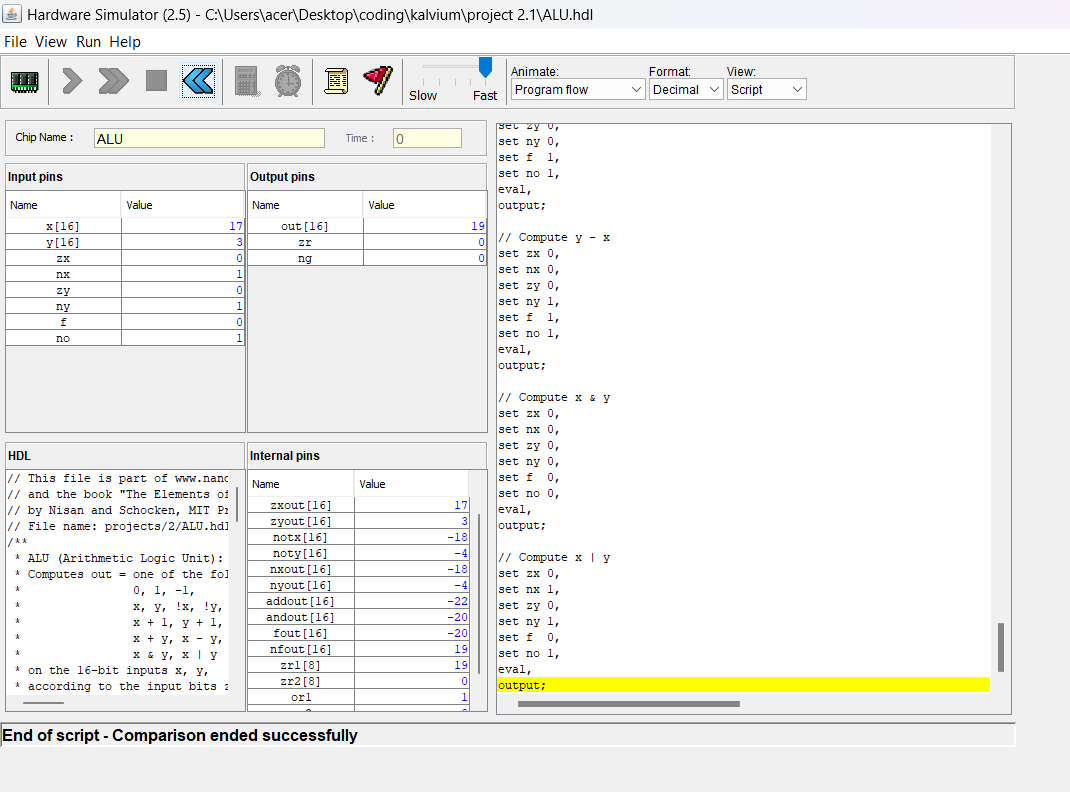 Hardware Simulator (2.5) - C:\Users\acer\Desktop\coding\kalvium\project 2.1\ALU.hdl
File View Run Help
Slow Fast
Animate: Format: View:
Program flow Decimal Script
Chip Name : ALU Time : 0
Input pins
Name Value
x[16] 17
y[16] 3
zx 0
nx 1
zy 0
ny 1
f 0
no 1
Output pins
Name Value
out[16] 19
zr 0
ng 0
HDL
// This file is part of www.nand
// and the book "The Elements of
// by Nisan and Schocken, MIT Pr
// File name: projects/2/ALU.hdl
/**
* ALU (Arithmetic Logic Unit):
* Computes out = one of the fol
* 0, 1, -1,
* x, y, !x, !y,
* x + 1, y + 1,
* x + y, x - y,
* x & y, x | y
* on the 16-bit inputs x, y,
* according to the input bits z
Internal pins
Name Value
zxout[16] 17
zyout[16] 3
notx[16] -18
noty[16] -4
nxout[16] -18
nyout[16] -4
addout[16] -22
andout[16] -20
fout[16] -20
nfout[16] 19
zr1[8] 19
zr2[8] 0
or1 1
set zy 0,
set ny 0,
set f 1,
set no 1,
eval,
output;
// Compute y - x
set zx 0,
set nx 0,
set zy 0,
set ny 1,
set f 1,
set no 1,
eval,
output;
// Compute x & y
set zx 0,
set nx 0,
set zy 0,
set ny 0,
set f 0,
set no 0,
eval,
output;
// Compute x | y
set zx 0,
set nx 1,
set zy 0,
set ny 1,
set f 0,
set no 1,
eval,
output;
End of script - Comparison ended successfully